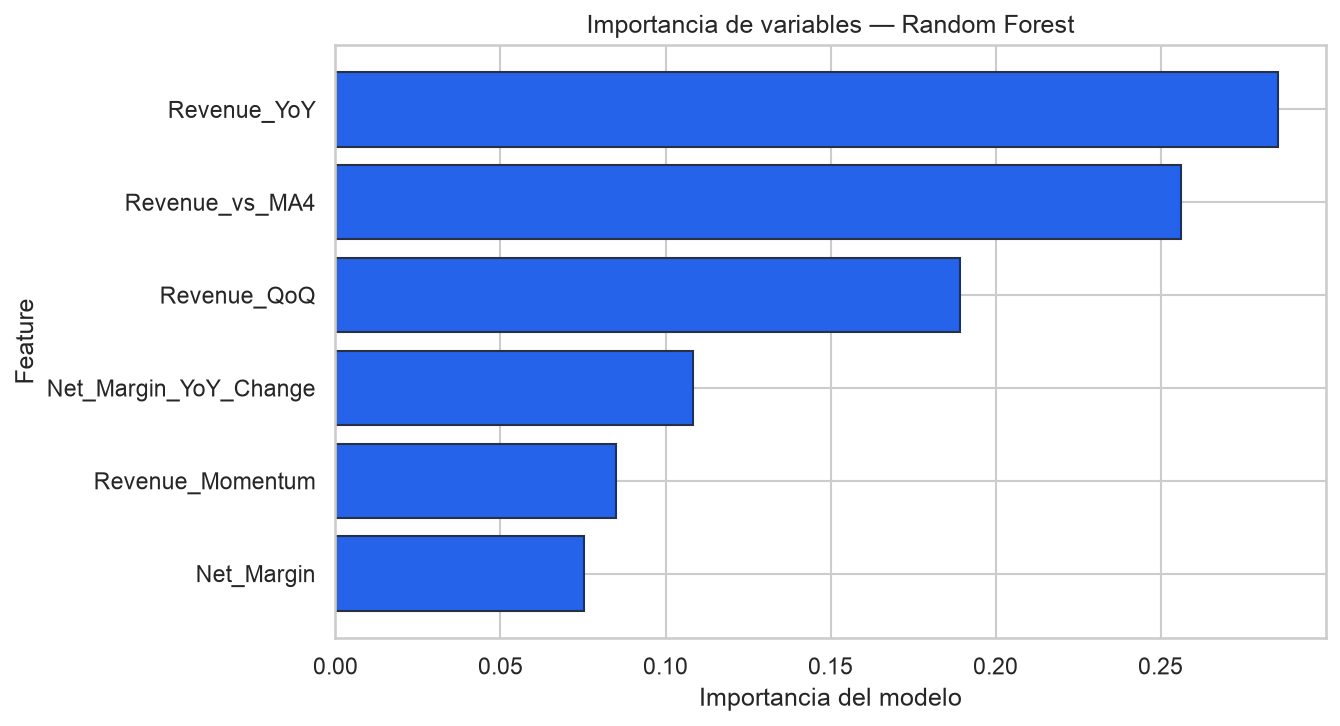 Importancia de variables — Random Forest
Feature
Revenue_YoY
Revenue_vs_MA4
Revenue_QoQ
Net_Margin_YoY_Change
Revenue_Momentum
Net_Margin
0.00 0.05 0.10 0.15 0.20 0.25
Importancia del modelo